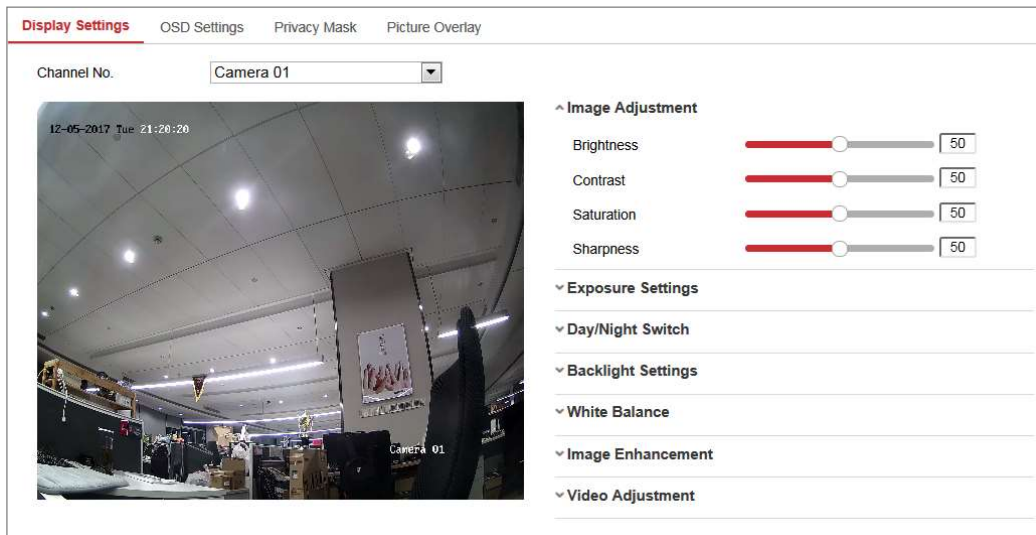 Display Settings OSD Settings Privacy Mask Picture Overlay
Channel No. Camera 01
12-05-2017 Tue 21:20:20
Camera 01
Image Adjustment
Brightness 50
Contrast 50
Saturation 50
Sharpness 50
Exposure Settings
Day/Night Switch
Backlight Settings
White Balance
Image Enhancement
Video Adjustment